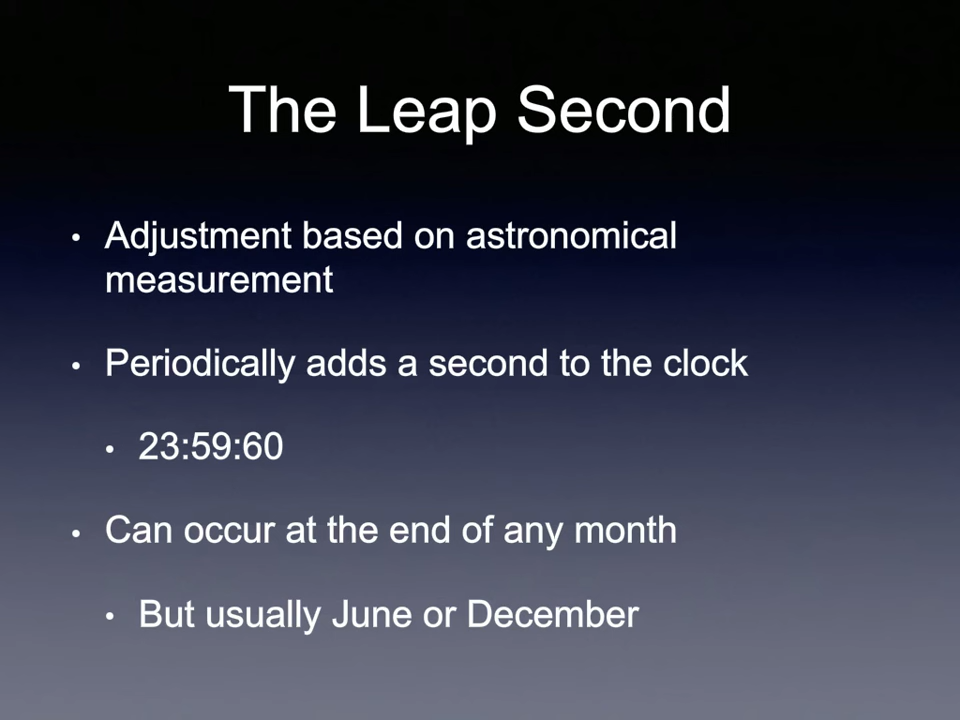 The Leap Second
• Adjustment based on astronomical
measurement
• Periodically adds a second to the clock
• 23:59:60
• Can occur at the end of any month
• But usually June or December